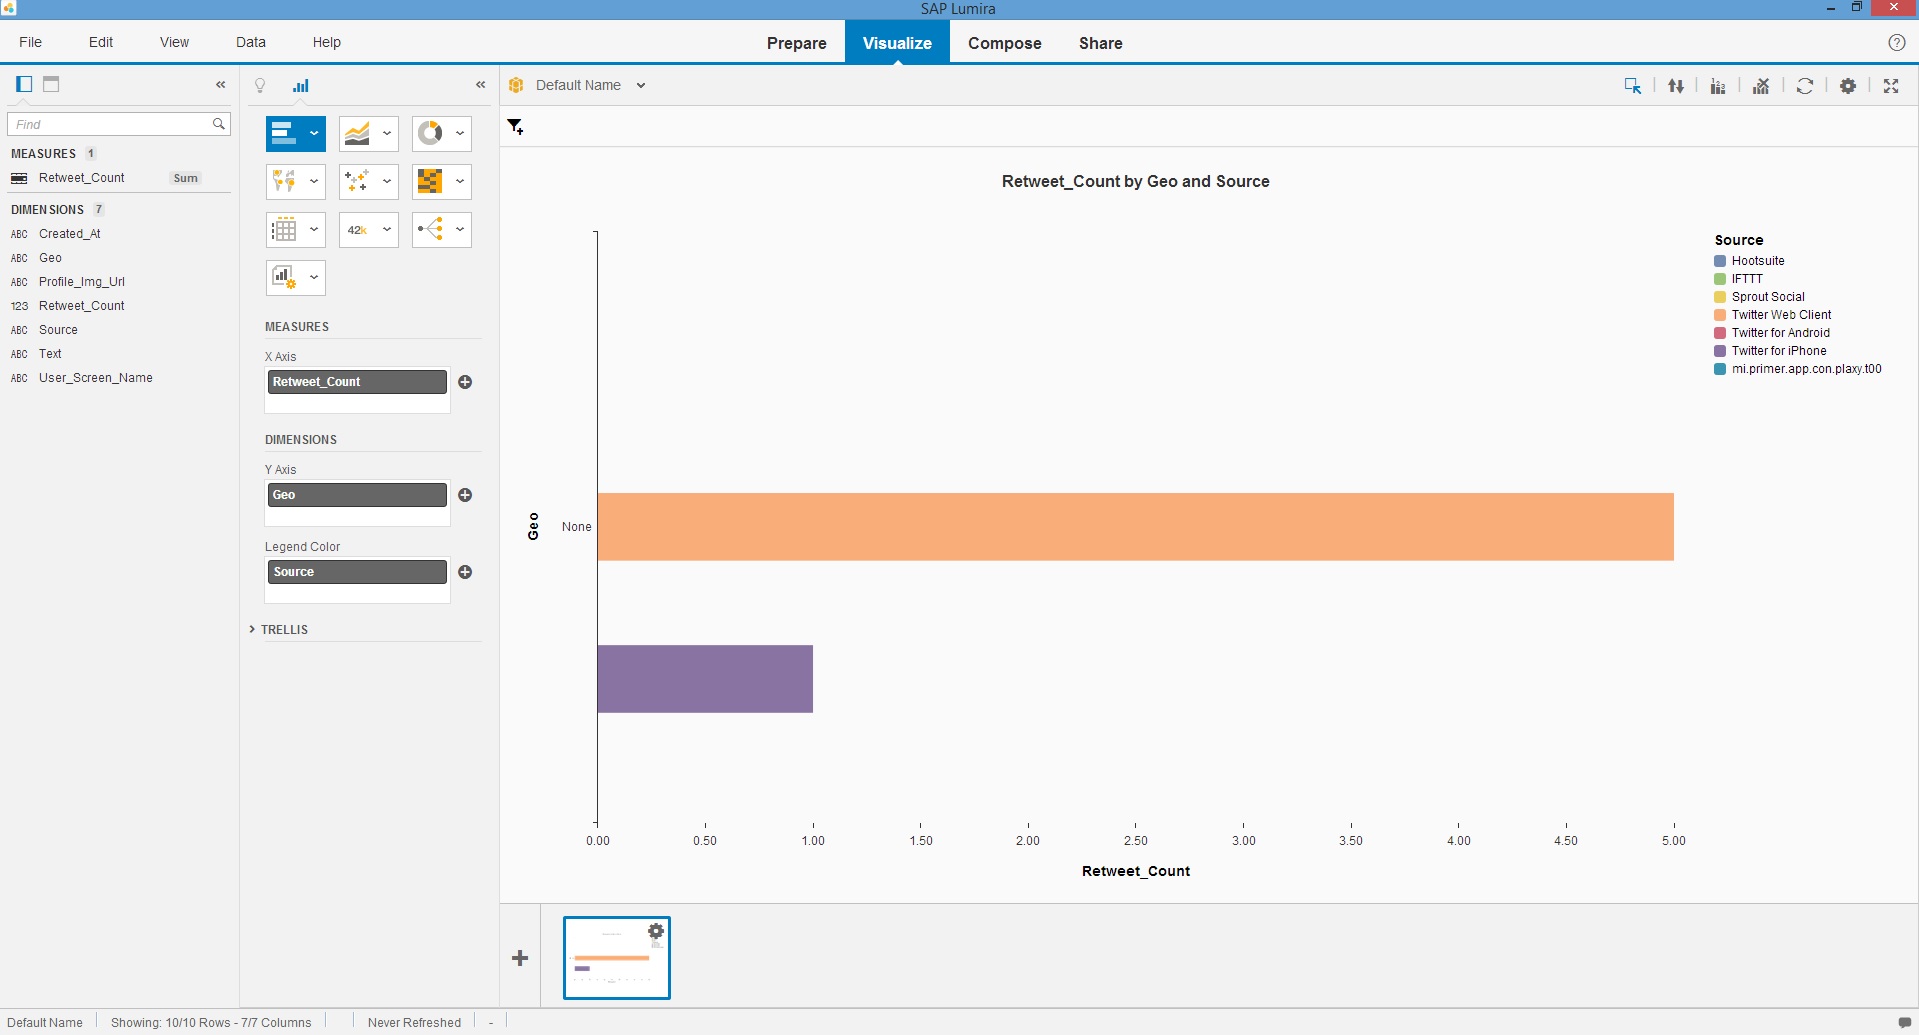 SAP Lumira
File Edit View Data Help
Prepare Visualize Compose Share
Find
MEASURES 1
Retweet_Count Sum
DIMENSIONS 7
ABC Created_At
ABC Geo
ABC Profile_Img_Url
123 Retweet_Count
ABC Source
ABC Text
ABC User_Screen_Name
42k
MEASURES
X Axis
Retweet_Count
DIMENSIONS
Y Axis
Geo
Legend Color
Source
TRELLIS
Default Name
Retweet_Count by Geo and Source
Geo
None
0.00 0.50 1.00 1.50 2.00 2.50 3.00 3.50 4.00 4.50 5.00
Retweet_Count
Source
Hootsuite
IFTTT
Sprout Social
Twitter Web Client
Twitter for Android
Twitter for iPhone
mi.primer.app.con.plaxy.t00
Default Name Showing: 10/10 Rows - 7/7 Columns Never Refreshed -